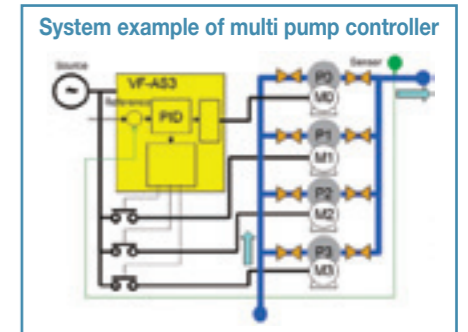 System example of multi pump controller
Source
VF-AS3
Reference
PID
Sensor
P0
M0
P1
M1
P2
M2
P3
M3